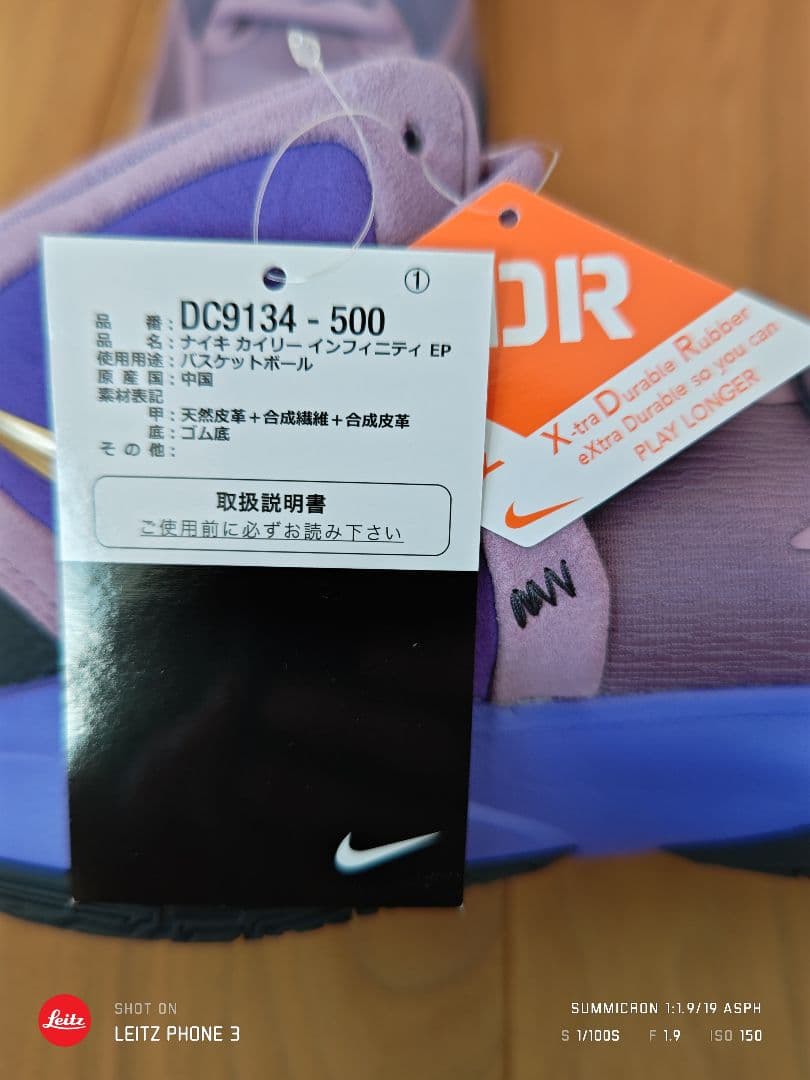 ①
品 番 : DC9134 - 500
品 名 : ナイキ カイリー インフィニティ EP
使用用途 : バスケットボール
原 産 国 : 中国
素材表記
甲 : 天然皮革+合成繊維+合成皮革
底 : ゴム底
そ の 他 :
取扱説明書
ご使用前に必ずお読み下さい
DR
X-tra Durable Rubber
eXtra Durable so you can
PLAY LONGER
Leitz
SHOT ON
LEITZ PHONE 3
SUMMICRON 1:1.9/19 ASPH
S 1/100S F 1.9 ISO 150